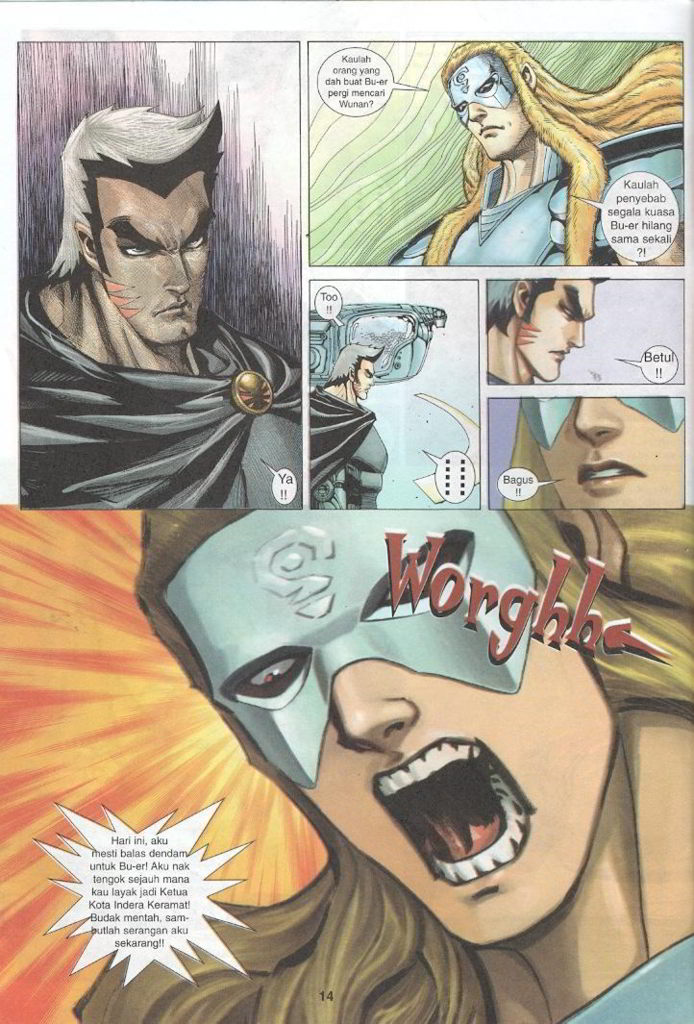 Kaulah
orang yang
dah buat Bu-er
pergi mencari
Wunan?
Kaulah
penyebab
segala kuasa
Bu-er hilang
sama sekali
?!
Ya
!!
Too
!!
Betul
!!
Bagus
!!
Worghh
Hari ini, aku
mesti balas dendam
untuk Bu-er! Aku nak
tengok sejauh mana
kau layak jadi Ketua
Kota Indera Keramat!
Budak mentah, sam-
butlah serangan aku
sekarang!!
14